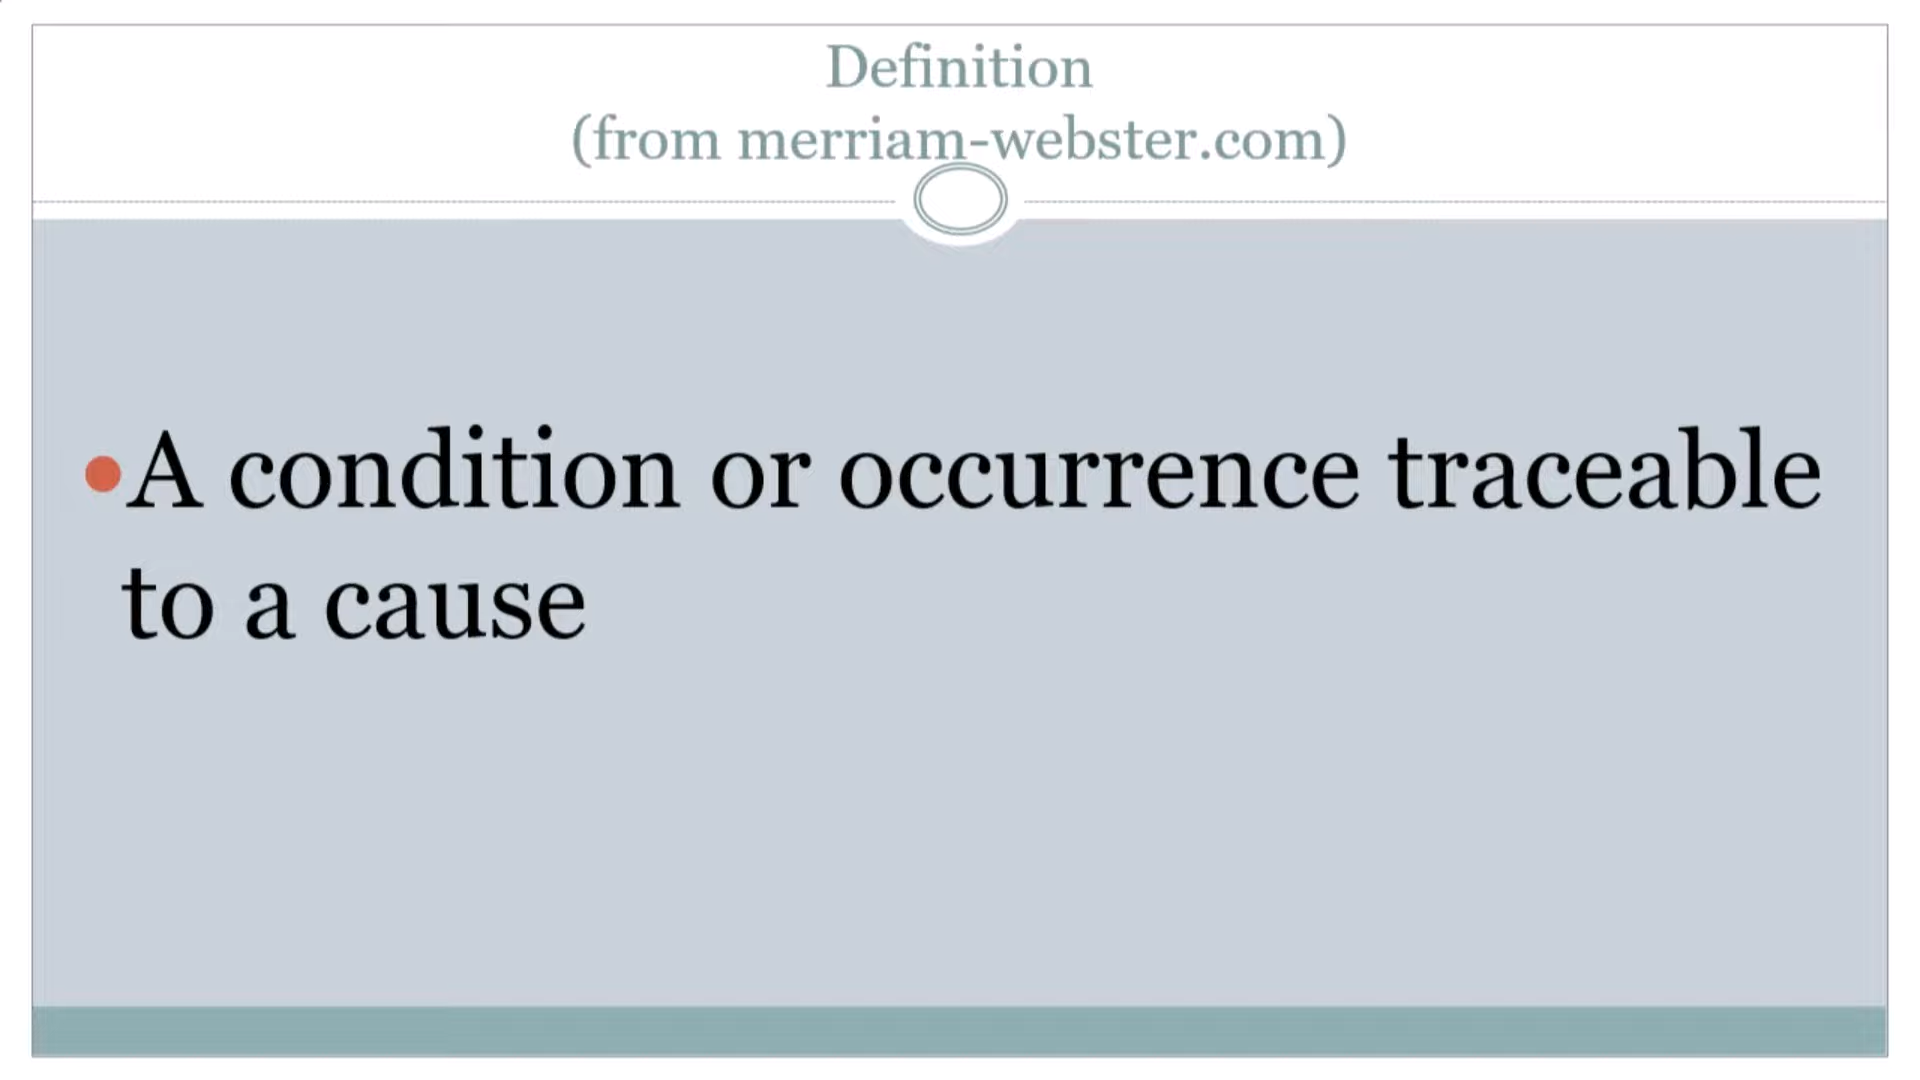 Definition
(from merriam-webster.com)
•A condition or occurrence traceable
to a cause